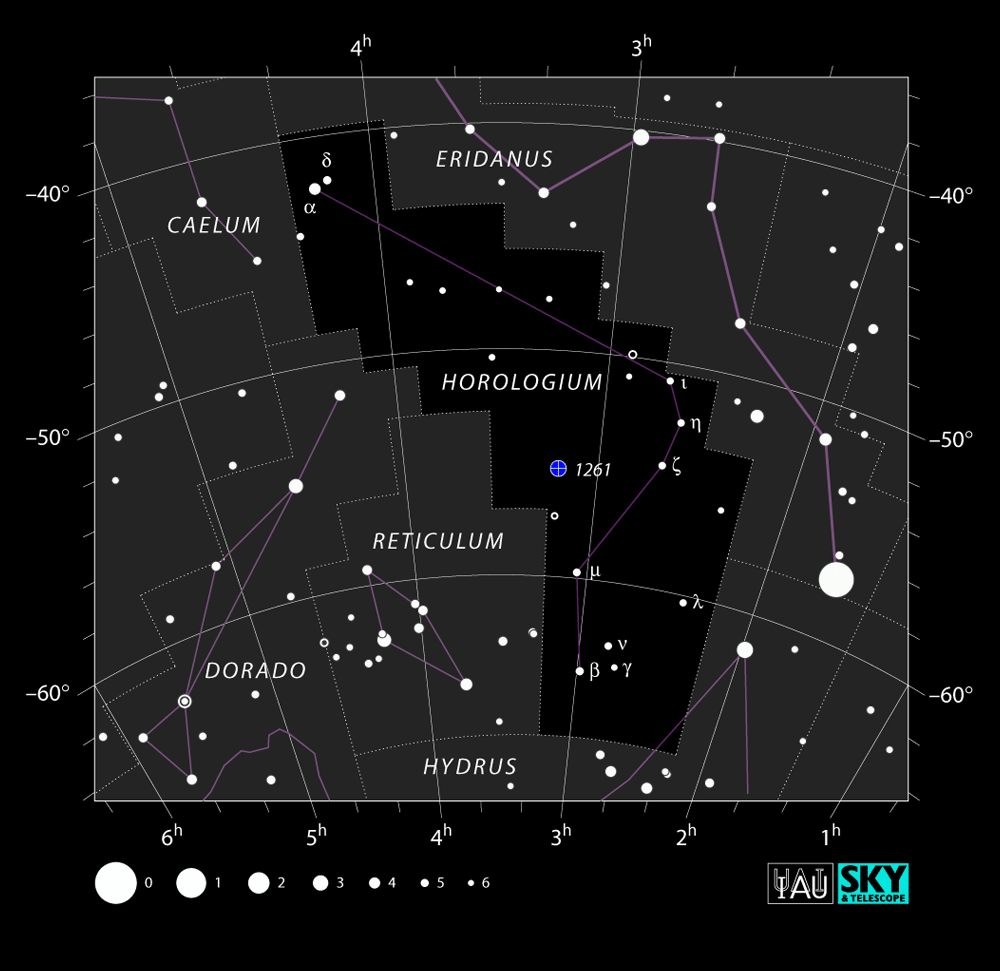 4h 3h
ERIDANUS
δ
–40° –40°
α
CAELUM
HOROLOGIUM ι
η
–50° –50°
ζ
1261
RETICULUM
μ
λ
ν
DORADO β γ
–60° –60°
HYDRUS
6h 5h 4h 3h 2h 1h
0 1 2 3 4 5 6
IAU SKY
& TELESCOPE